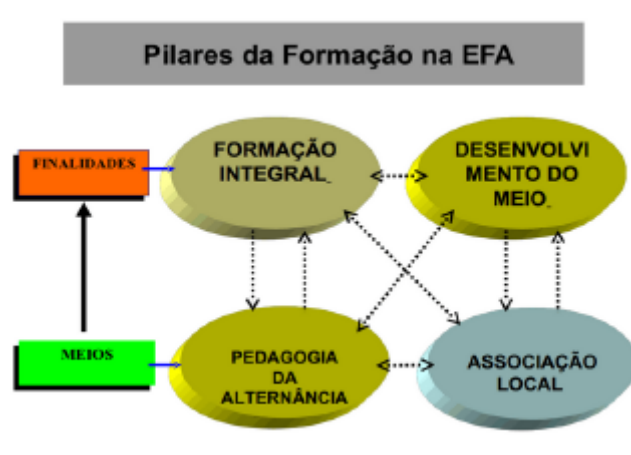 Pilares da Formação na EFA
FINALIDADES
FORMAÇÃO
INTEGRAL
DESENVOLVI
MENTO DO
MEIO
MEIOS
PEDAGOGIA
DA
ALTERNÂNCIA
ASSOCIAÇÃO
LOCAL